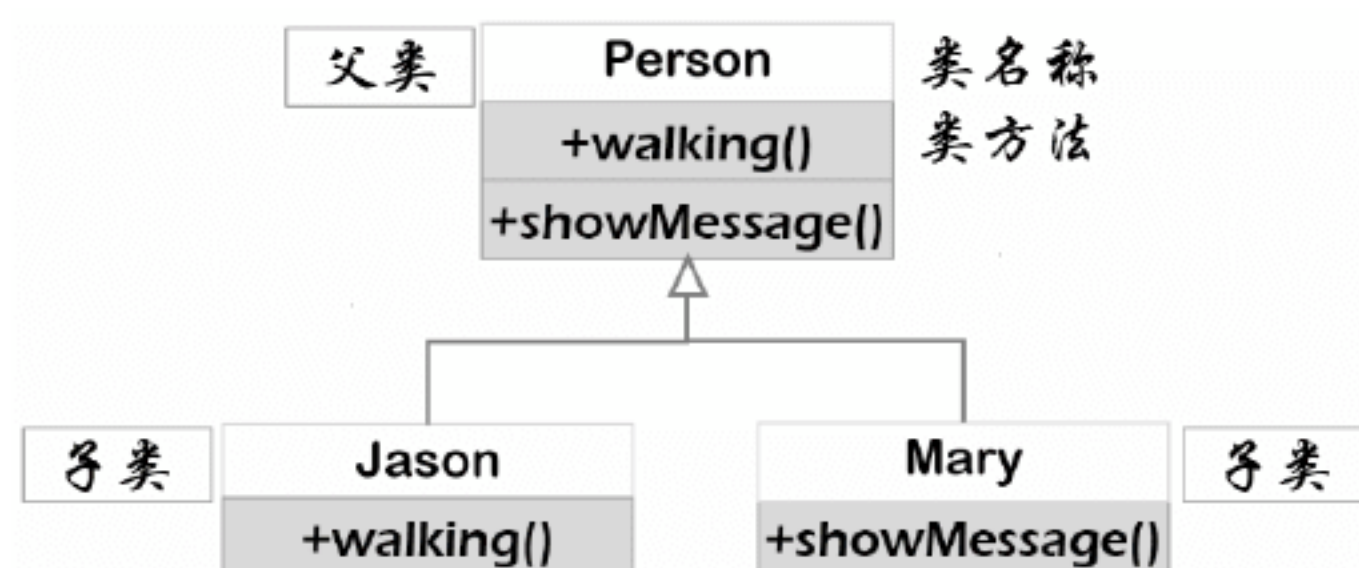 父类
Person
类名称
+walking()
类方法
+showMessage()
子类
Jason
Mary
子类
+walking()
+showMessage()